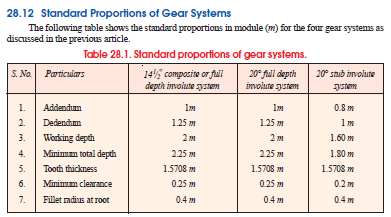 28.12 Standard Proportions of Gear Systems
The following table shows the standard proportions in module (m) for the four gear systems as
discussed in the previous article.
Table 28.1. Standard proportions of gear systems.
S. No. Particulars 14½° composite or full depth involute system 20° full depth involute system 20° stub involute system
1. Addendum 1m 1m 0.8 m
2. Dedendum 1.25 m 1.25 m 1 m
3. Working depth 2 m 2 m 1.60 m
4. Minimum total depth 2.25 m 2.25 m 1.80 m
5. Tooth thickness 1.5708 m 1.5708 m 1.5708 m
6. Minimum clearance 0.25 m 0.25 m 0.2 m
7. Fillet radius at root 0.4 m 0.4 m 0.4 m